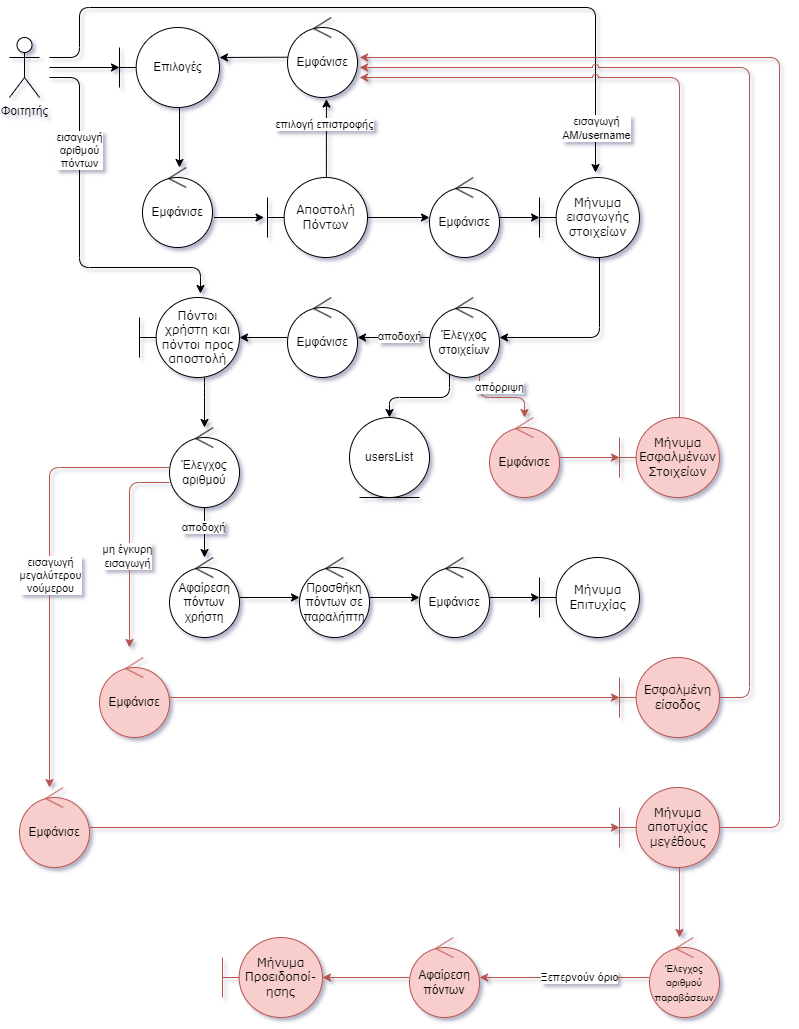 Φοιτητής
Επιλογές
Εμφάνισε
εισαγωγή
ΑΜ/username
επιλογή επιστροφής
εισαγωγή
αριθμού
πόντων
Εμφάνισε
Αποστολή
Πόντων
Εμφάνισε
Μήνυμα
εισαγωγής
στοιχείων
Πόντοι
χρήστη και
πόντοι προς
αποστολή
Εμφάνισε
αποδοχή
Έλεγχος
στοιχείων
απόρριψη
usersList
Εμφάνισε
Μήνυμα
Εσφαλμένων
Στοιχείων
Έλεγχος
αριθμού
αποδοχή
μη έγκυρη
εισαγωγή
εισαγωγή
μεγαλύτερου
νούμερου
Αφαίρεση
πόντων
χρήστη
Προσθήκη
πόντων σε
παραλήπτη
Εμφάνισε
Μήνυμα
Επιτυχίας
Εμφάνισε
Εσφαλμένη
είσοδος
Εμφάνισε
Μήνυμα
αποτυχίας
μεγέθους
Μήνυμα
Προειδοποί-
ησης
Αφαίρεση
πόντων
Ξεπερνούν όριο
Έλεγχος
αριθμού
παραβάσεων